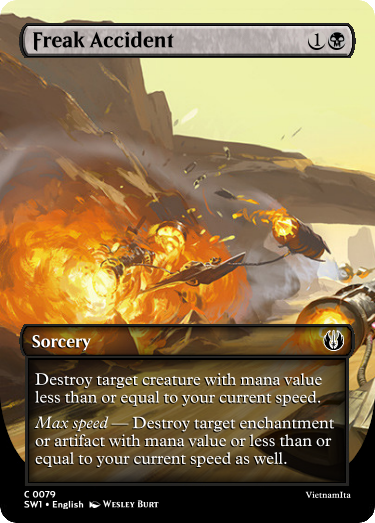 Freak Accident 1
Sorcery
Destroy target creature with mana value
less than or equal to your current speed.
Max speed — Destroy target enchantment
or artifact with mana value or less than or
equal to your current speed as well.
C 0079
SW1 • English Wesley Burt
VietnamIta